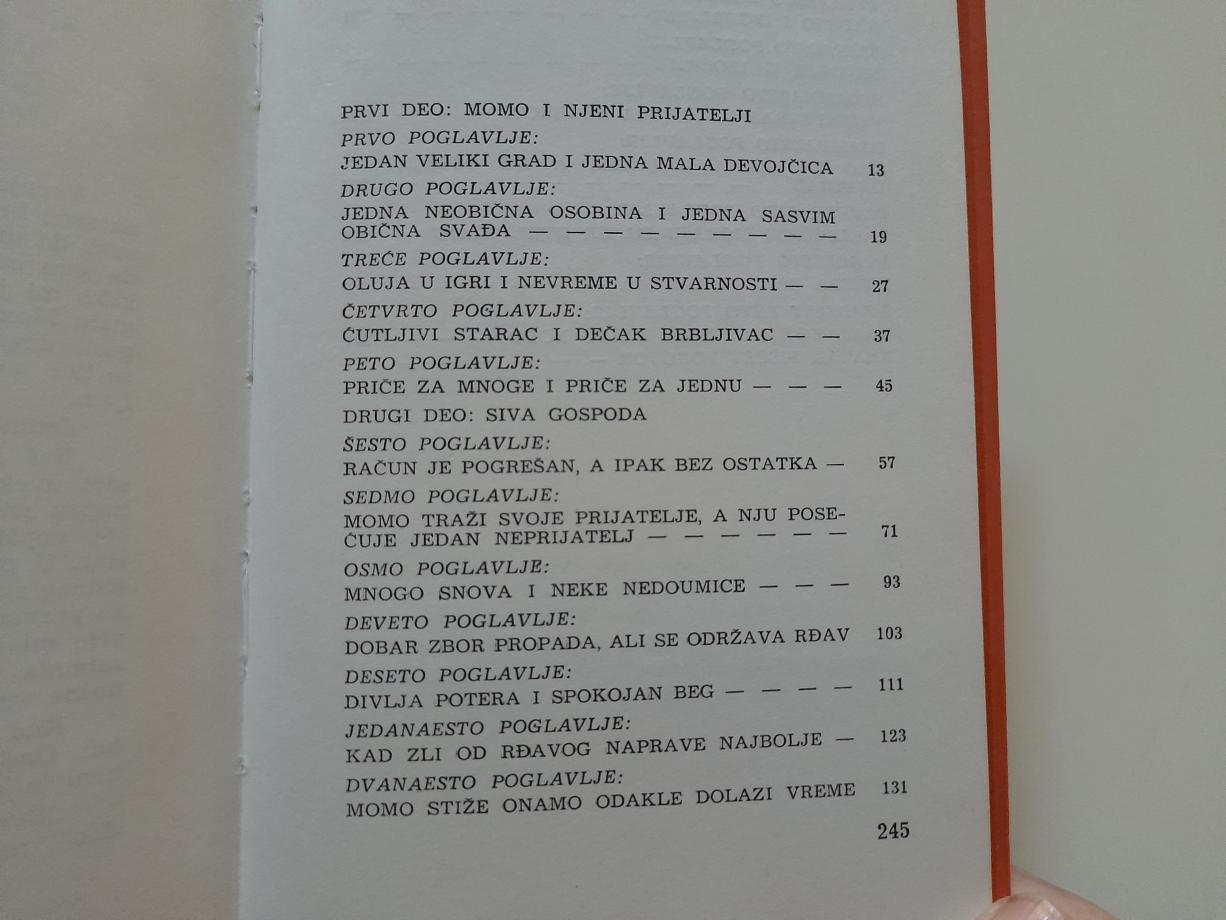 PRVI DEO: MOMO I NJENI PRIJATELJI
PRVO POGLAVLJE:
JEDAN VELIKI GRAD I JEDNA MALA DEVOJČICA 13
DRUGO POGLAVLJE:
JEDNA NEOBIČNA OSOBINA I JEDNA SASVIM
OBIČNA SVAĐA — — — — — — — — — 19
TREĆE POGLAVLJE:
OLUJA U IGRI I NEVREME U STVARNOSTI — — 27
ČETVRTO POGLAVLJE:
ĆUTLJIVI STARAC I DEČAK BRBLJIVAC — — 37
PETO POGLAVLJE:
PRIČE ZA MNOGE I PRIČE ZA JEDNU — — — 45
DRUGI DEO: SIVA GOSPODA
ŠESTO POGLAVLJE:
RAČUN JE POGREŠAN, A IPAK BEZ OSTATKA — 57
SEDMO POGLAVLJE:
MOMO TRAŽI SVOJE PRIJATELJE, A NJU POSE-
ĆUJE JEDAN NEPRIJATELJ — — — — — — 71
OSMO POGLAVLJE:
MNOGO SNOVA I NEKE NEDOUMICE — — — 93
DEVETO POGLAVLJE:
DOBAR ZBOR PROPADA, ALI SE ODRŽAVA RĐAV 103
DESETO POGLAVLJE:
DIVLJA POTERA I SPOKOJAN BEG — — — — 111
JEDANAESTO POGLAVLJE:
KAD ZLI OD RĐAVOG NAPRAVE NAJBOLJE — 123
DVANAESTO POGLAVLJE:
MOMO STIŽE ONAMO ODAKLE DOLAZI VREME 131
245